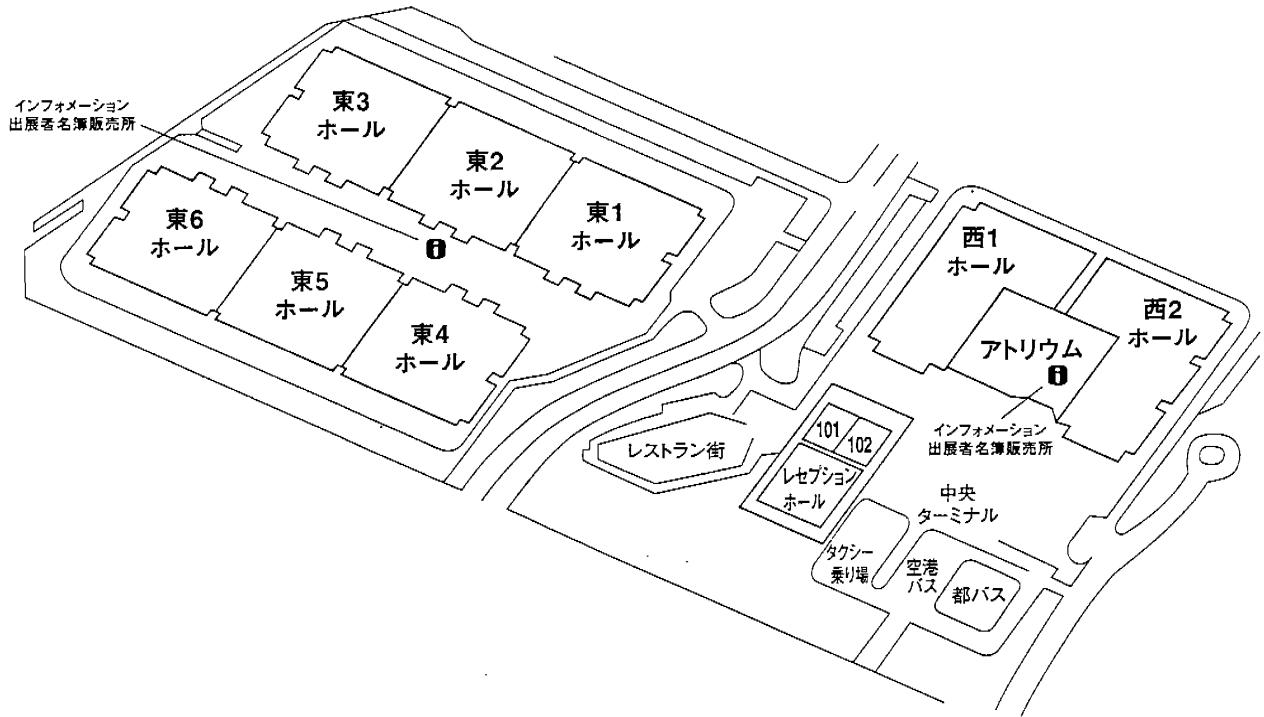 インフォメーション
出展者名簿販売所
東3
ホール
東2
ホール
東1
ホール
東6
ホール
東5
ホール
東4
ホール
i
西1
ホール
西2
ホール
アトリウム
i
インフォメーション
出展者名簿販売所
レストラン街
101
102
レセプション
ホール
中央
ターミナル
タクシー
乗り場
空港
バス
都バス